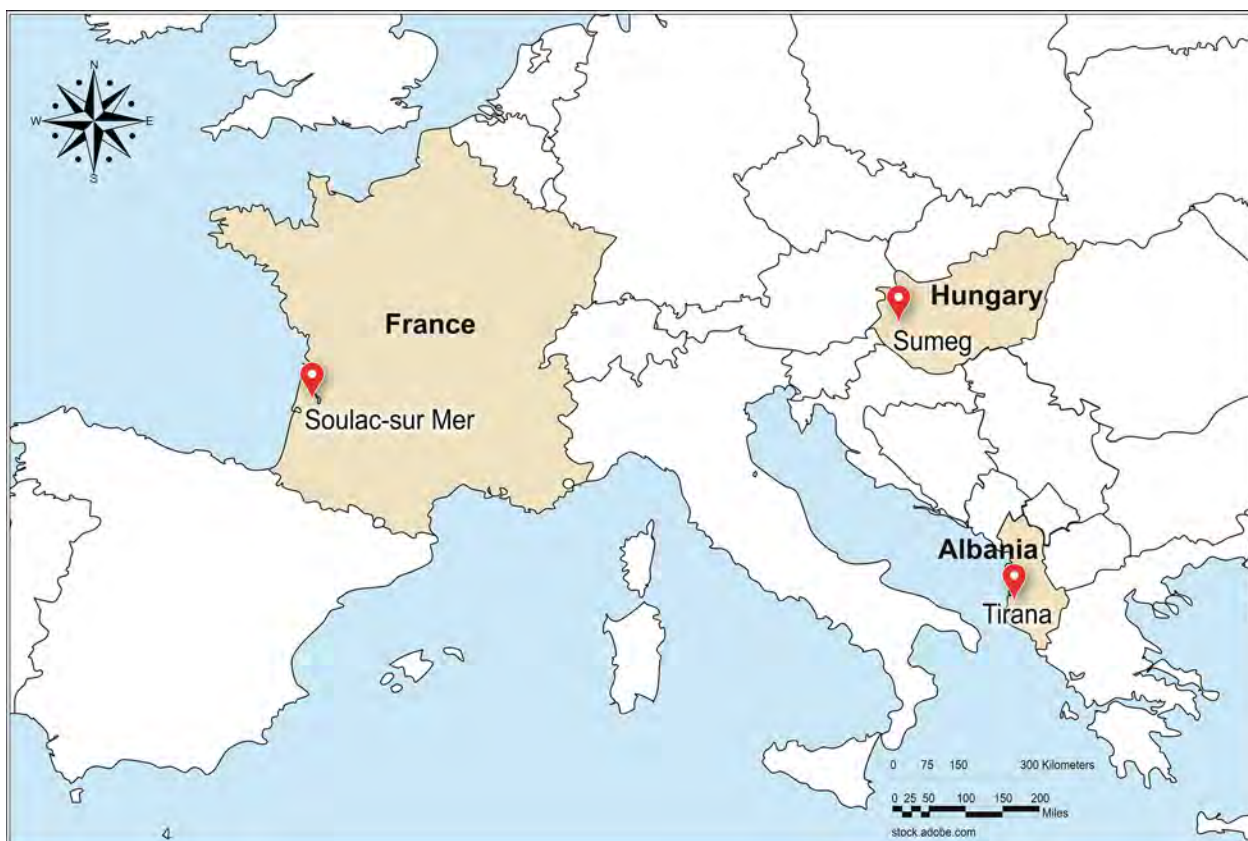 N
W E
S
France
Soulac-sur Mer
Hungary
Sumeg
Albania
Tirana
0 75 150 300 Kilometers
0 25 50 100 150 200
Miles
stock.adobe.com